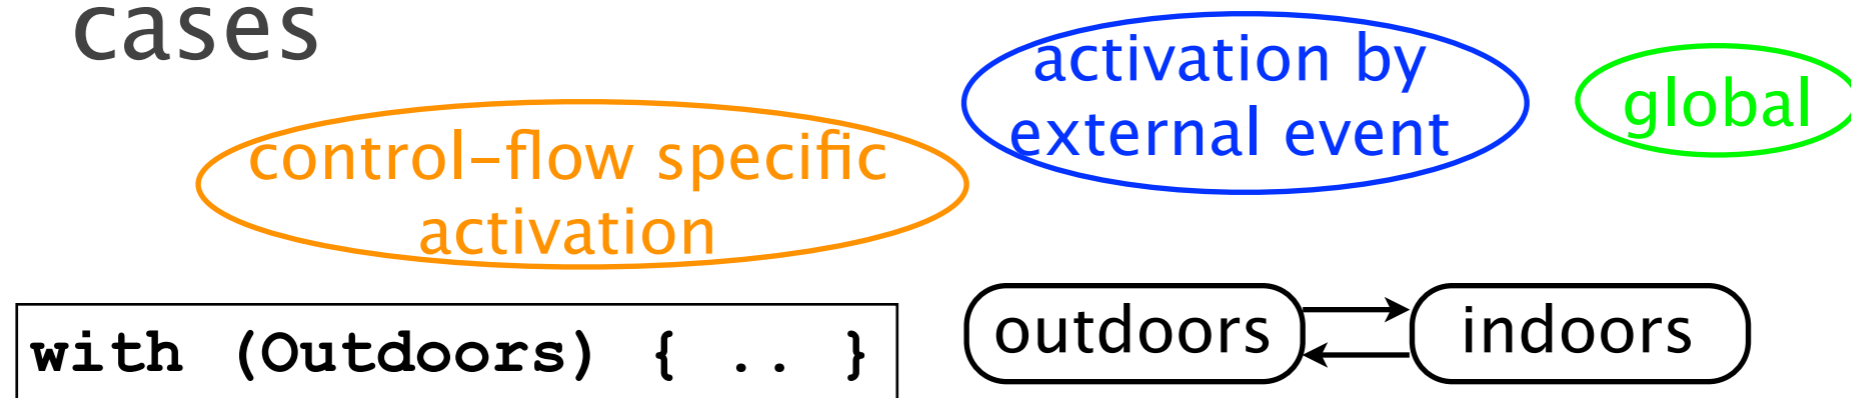 cases
control-flow specific
activation
activation by
external event
global
with (Outdoors) { .. }
outdoors
indoors